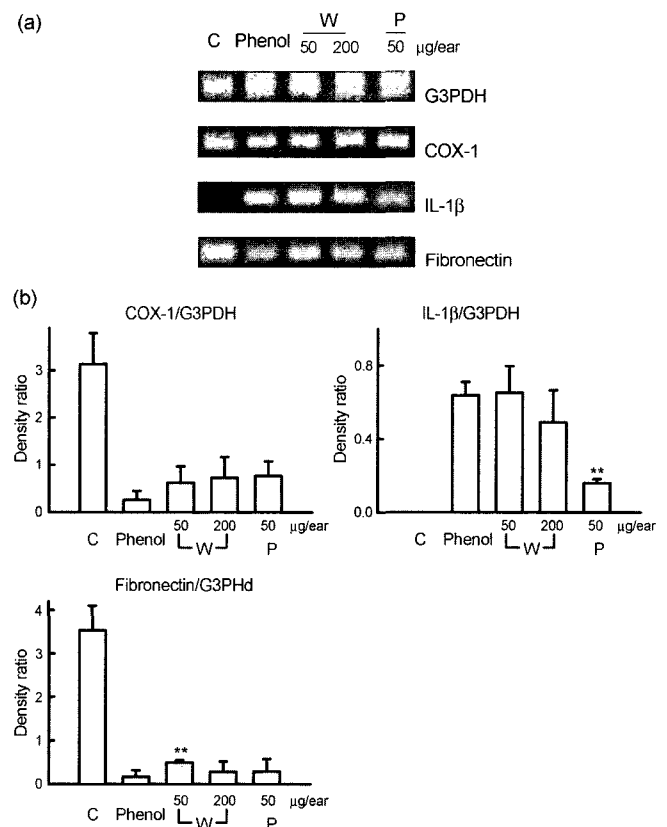 (a)
W P
C Phenol 50 200 50 μg/ear
G3PDH
COX-1
IL-1β
Fibronectin
(b)
COX-1/G3PDH
Density ratio
3
2
1
0
C Phenol 50 200 50 μg/ear
W P
IL-1β/G3PDH
Density ratio
0.8
0.4
0.0
**
C Phenol 50 200 50 μg/ear
W P
Fibronectin/G3PHd
Density ratio
4
3
2
1
0
**
C Phenol 50 200 50 μg/ear
W P